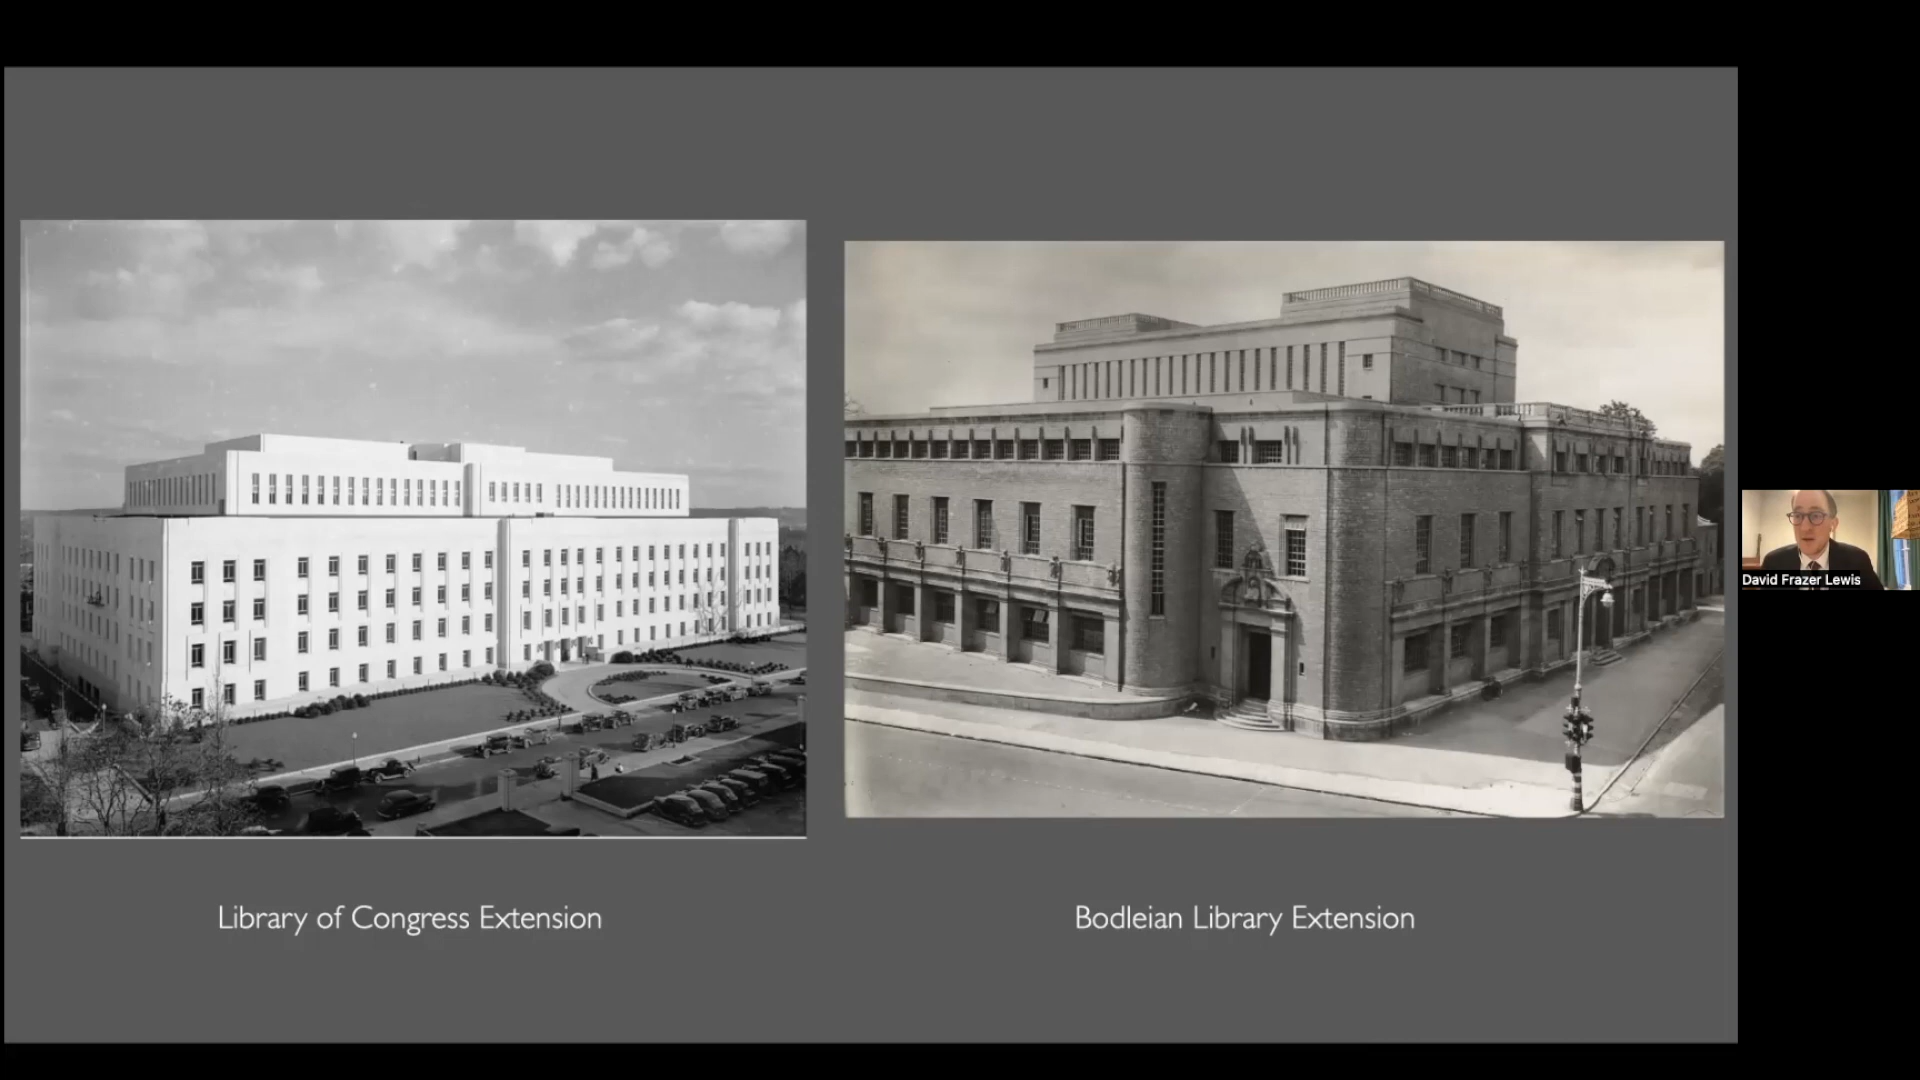 Library of Congress Extension
Bodleian Library Extension
David Frazer Lewis